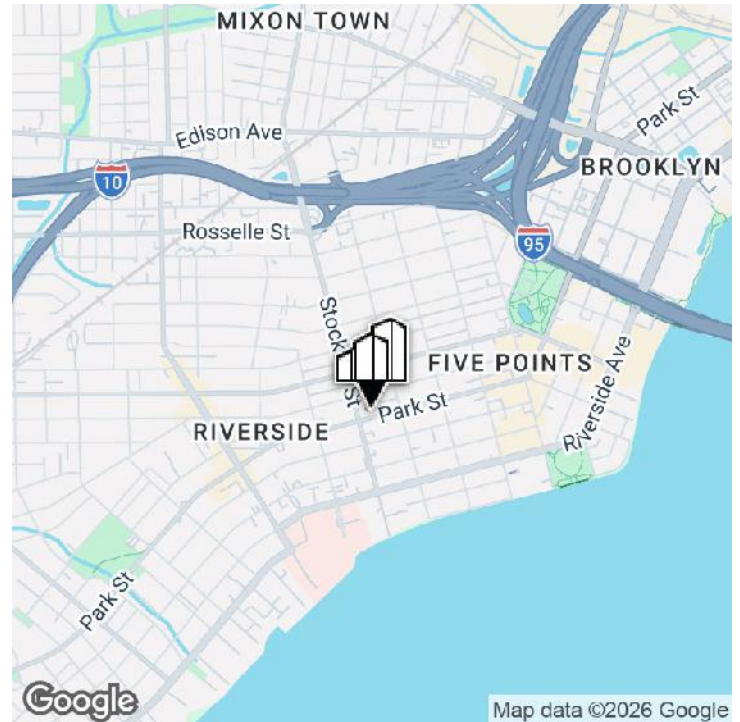 MIXON TOWN
Park St
Edison Ave
BROOKLYN
10
Rosselle St
95
Stock
St
FIVE POINTS
Park St
Riverside Ave
RIVERSIDE
Park St
Google
Map data ©2026 Google